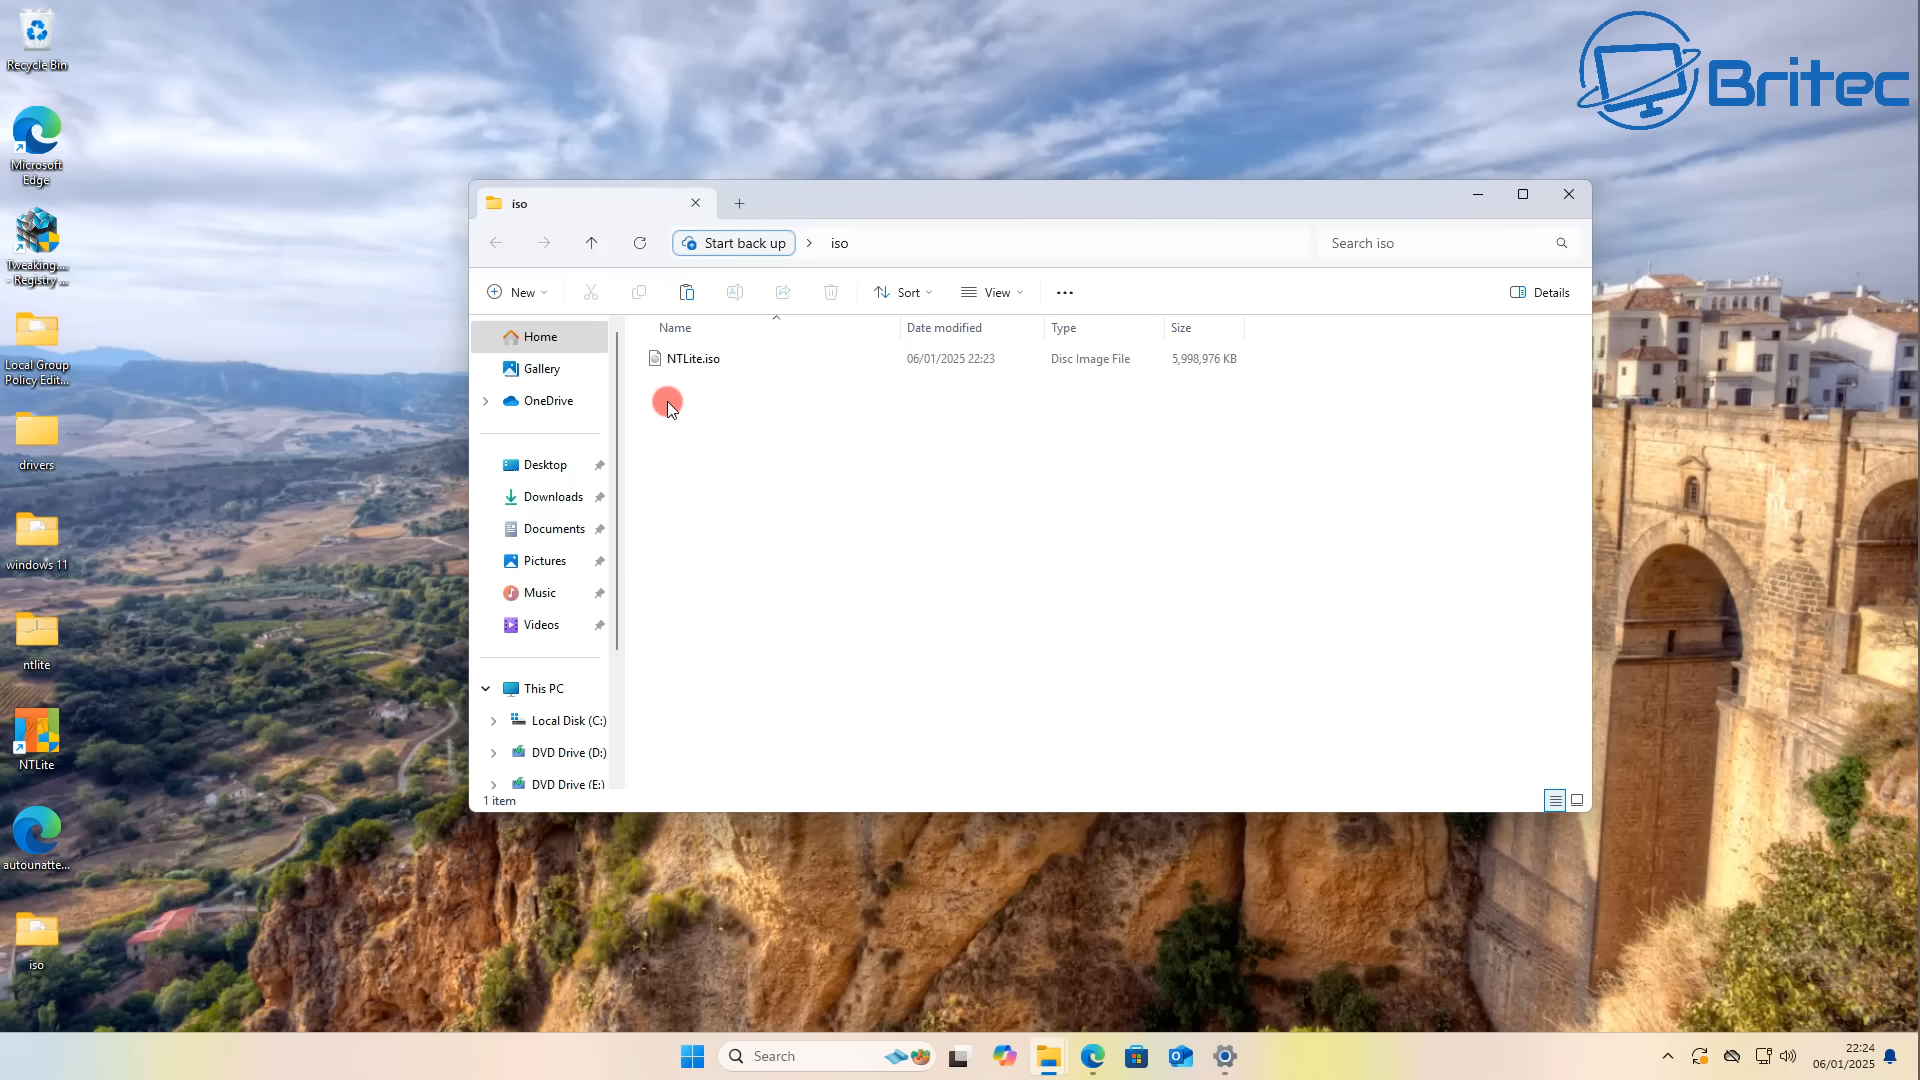 Recycle Bin
Microsoft
Edge
Tweaking....
- Registry ...
Local Group
Policy Edit...
drivers
windows 11
ntlite
NTLite
autounatte...
iso
Britec
iso
Start back up
iso
Search iso
New
Sort
View
Details
Name
Date modified
Type
Size
NTLite.iso
06/01/2025 22:23
Disc Image File
5,998,976 KB
Home
Gallery
OneDrive
Desktop
Downloads
Documents
Pictures
Music
Videos
This PC
Local Disk (C:)
DVD Drive (D:)
DVD Drive (E:)
1 item
Search
22:24
06/01/2025